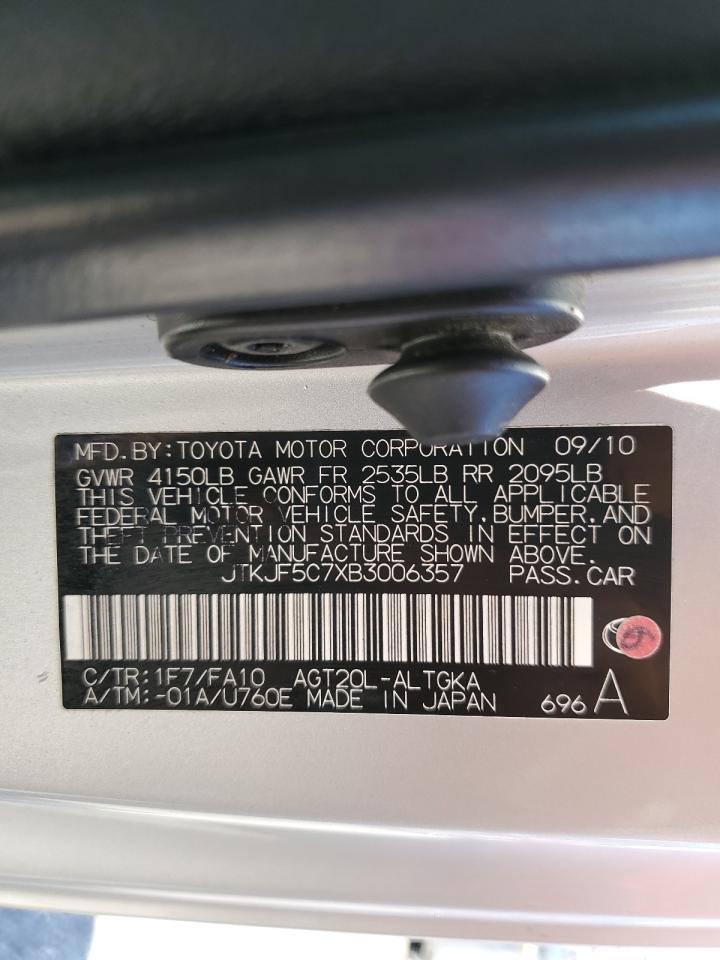 MFD.BY:TOYOTA MOTOR CORPORATION 09/10
GVWR 4150LB GAWR FR 2535LB RR 2095LB
THIS VEHICLE CONFORMS TO ALL APPLICABLE
FEDERAL MOTOR VEHICLE SAFETY,BUMPER,AND
THEFT PREVENTION STANDARDS IN EFFECT ON
THE DATE OF MANUFACTURE SHOWN ABOVE.
JTKJF5C7XB3006357 PASS.CAR
C/TR:1F7/FA10 AGT20L-ALTGKA
A/TM:-01A/U760E MADE IN JAPAN 696 A